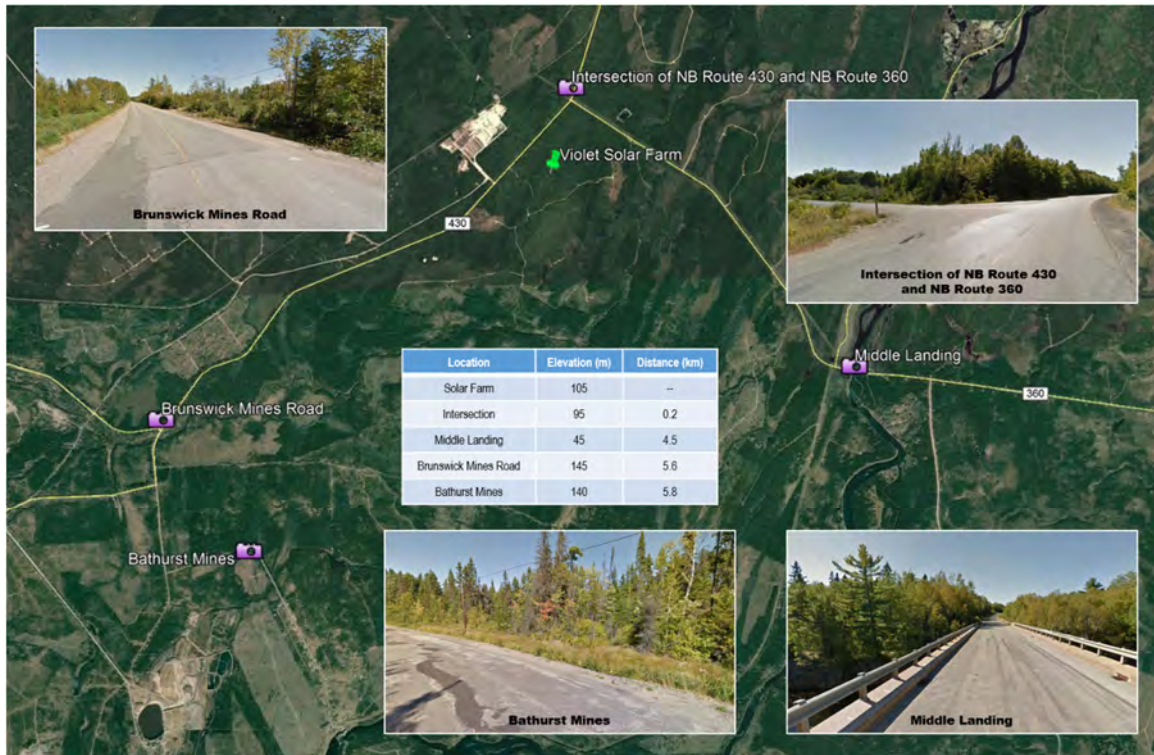 Intersection of NB Route 430 and NB Route 360
Brunswick Mines Road
Violet Solar Farm
430
Intersection of NB Route 430
and NB Route 360
Middle Landing
360
Location Elevation (m) Distance (km)
Solar Farm 105 --
Intersection 95 0.2
Middle Landing 45 4.5
Brunswick Mines Road 145 5.6
Bathurst Mines 140 5.8
Brunswick Mines Road
Bathurst Mines
Bathurst Mines
Middle Landing